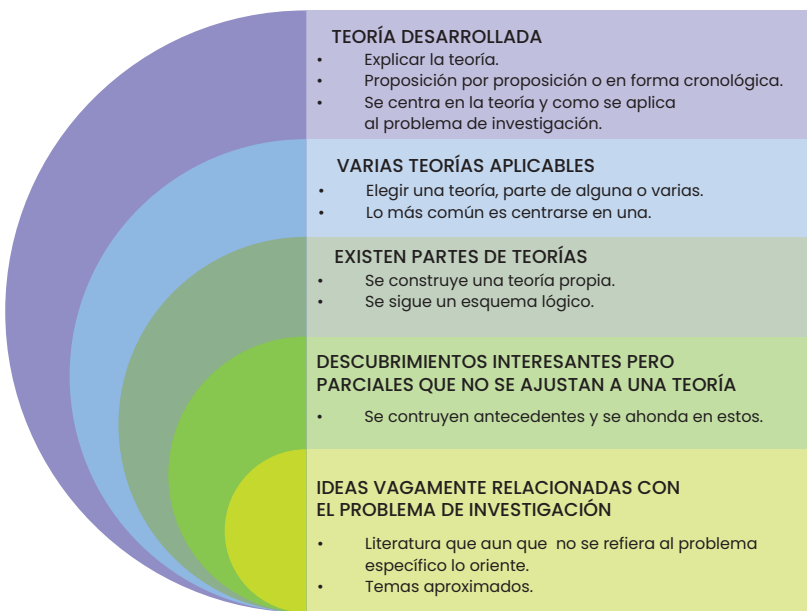 TEORÍA DESARROLLADA
• Explicar la teoría.
• Proposición por proposición o en forma cronológica.
• Se centra en la teoría y como se aplica
al problema de investigación.
VARIAS TEORÍAS APLICABLES
• Elegir una teoría, parte de alguna o varias.
• Lo más común es centrarse en una.
EXISTEN PARTES DE TEORÍAS
• Se construye una teoría propia.
• Se sigue un esquema lógico.
DESCUBRIMIENTOS INTERESANTES PERO
PARCIALES QUE NO SE AJUSTAN A UNA TEORÍA
• Se contruyen antecedentes y se ahonda en estos.
IDEAS VAGAMENTE RELACIONADAS CON
EL PROBLEMA DE INVESTIGACIÓN
• Literatura que aun que no se refiera al problema
específico lo oriente.
• Temas aproximados.